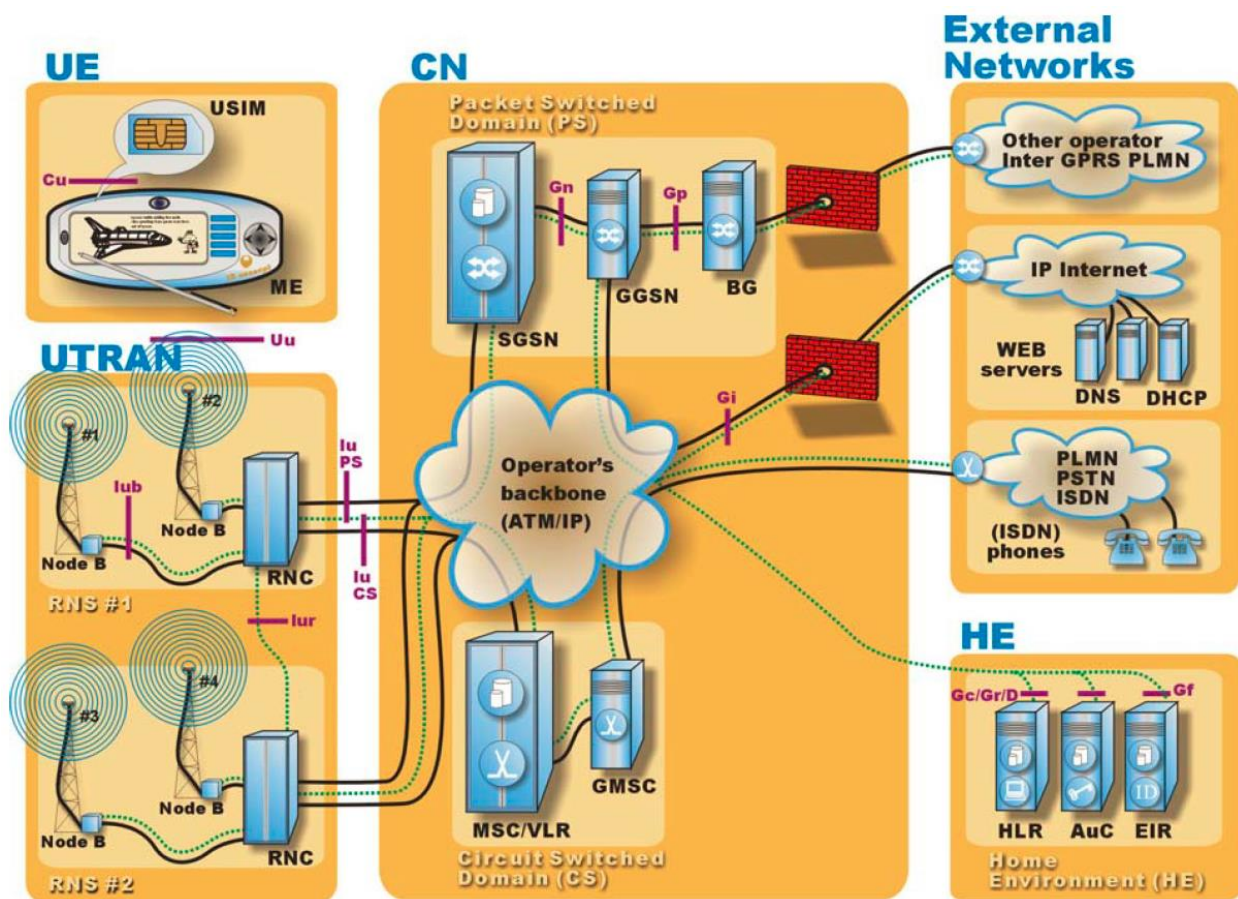 UE
USIM
Cu
ME
Uu
UTRAN
#1
#2
Iub
Node B
Node B
RNC
RNS #1
Iur
#3
#4
Node B
Node B
RNC
RNS #2
CN
Packet Switched
Domain (PS)
Gn
Gp
SGSN
GGSN
BG
Iu
PS
Iu
CS
Gi
Operator's
backbone
(ATM/IP)
MSC/VLR
GMSC
Circuit Switched
Domain (CS)
External
Networks
Other operator
Inter GPRS PLMN
IP Internet
WEB
servers
DNS
DHCP
PLMN
PSTN
ISDN
(ISDN)
phones
HE
Gc/Gr/D
Gf
ID
HLR
AuC
EIR
Home
Environment (HE)